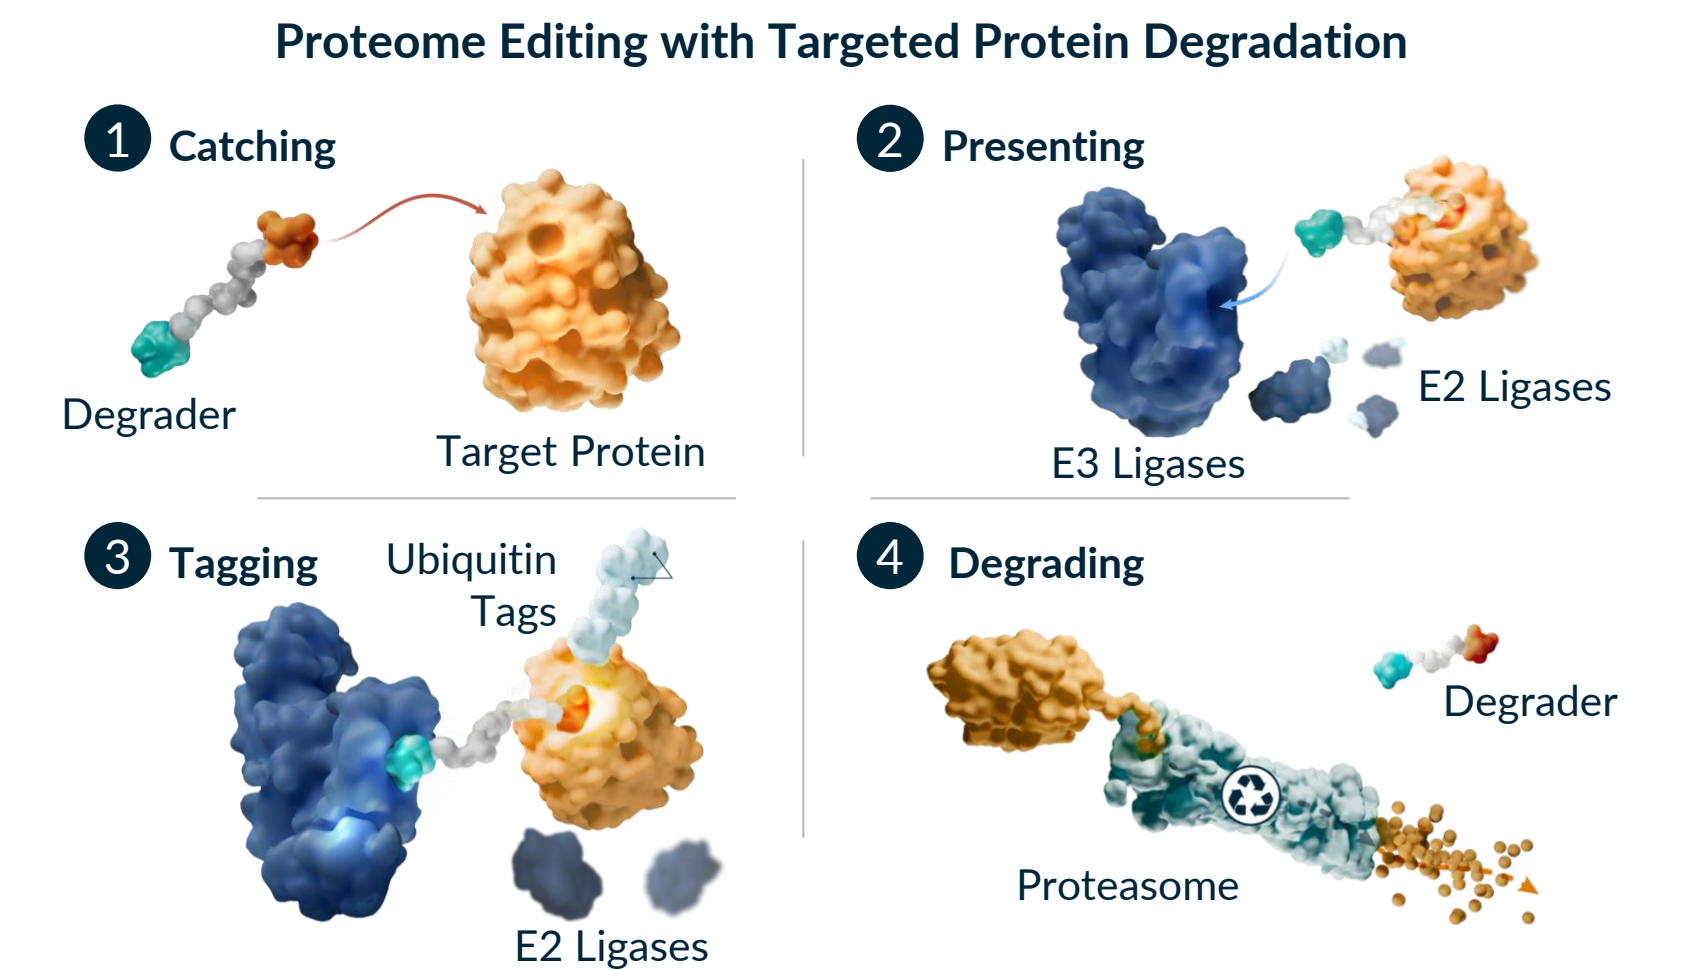 Proteome Editing with Targeted Protein Degradation
1 Catching
Degrader
Target Protein
2 Presenting
E2 Ligases
E3 Ligases
3 Tagging
Ubiquitin
Tags
E2 Ligases
4 Degrading
Degrader
Proteasome